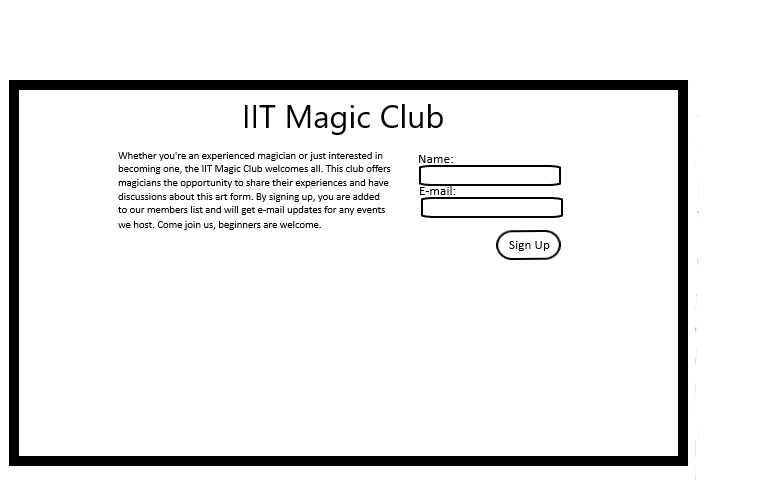 IIT Magic Club
Whether you're an experienced magician or just interested in
becoming one, the IIT Magic Club welcomes all. This club offers
magicians the opportunity to share their experiences and have
discussions about this art form. By signing up, you are added
to our members list and will get e-mail updates for any events
we host. Come join us, beginners are welcome.
Name:
E-mail:
Sign Up